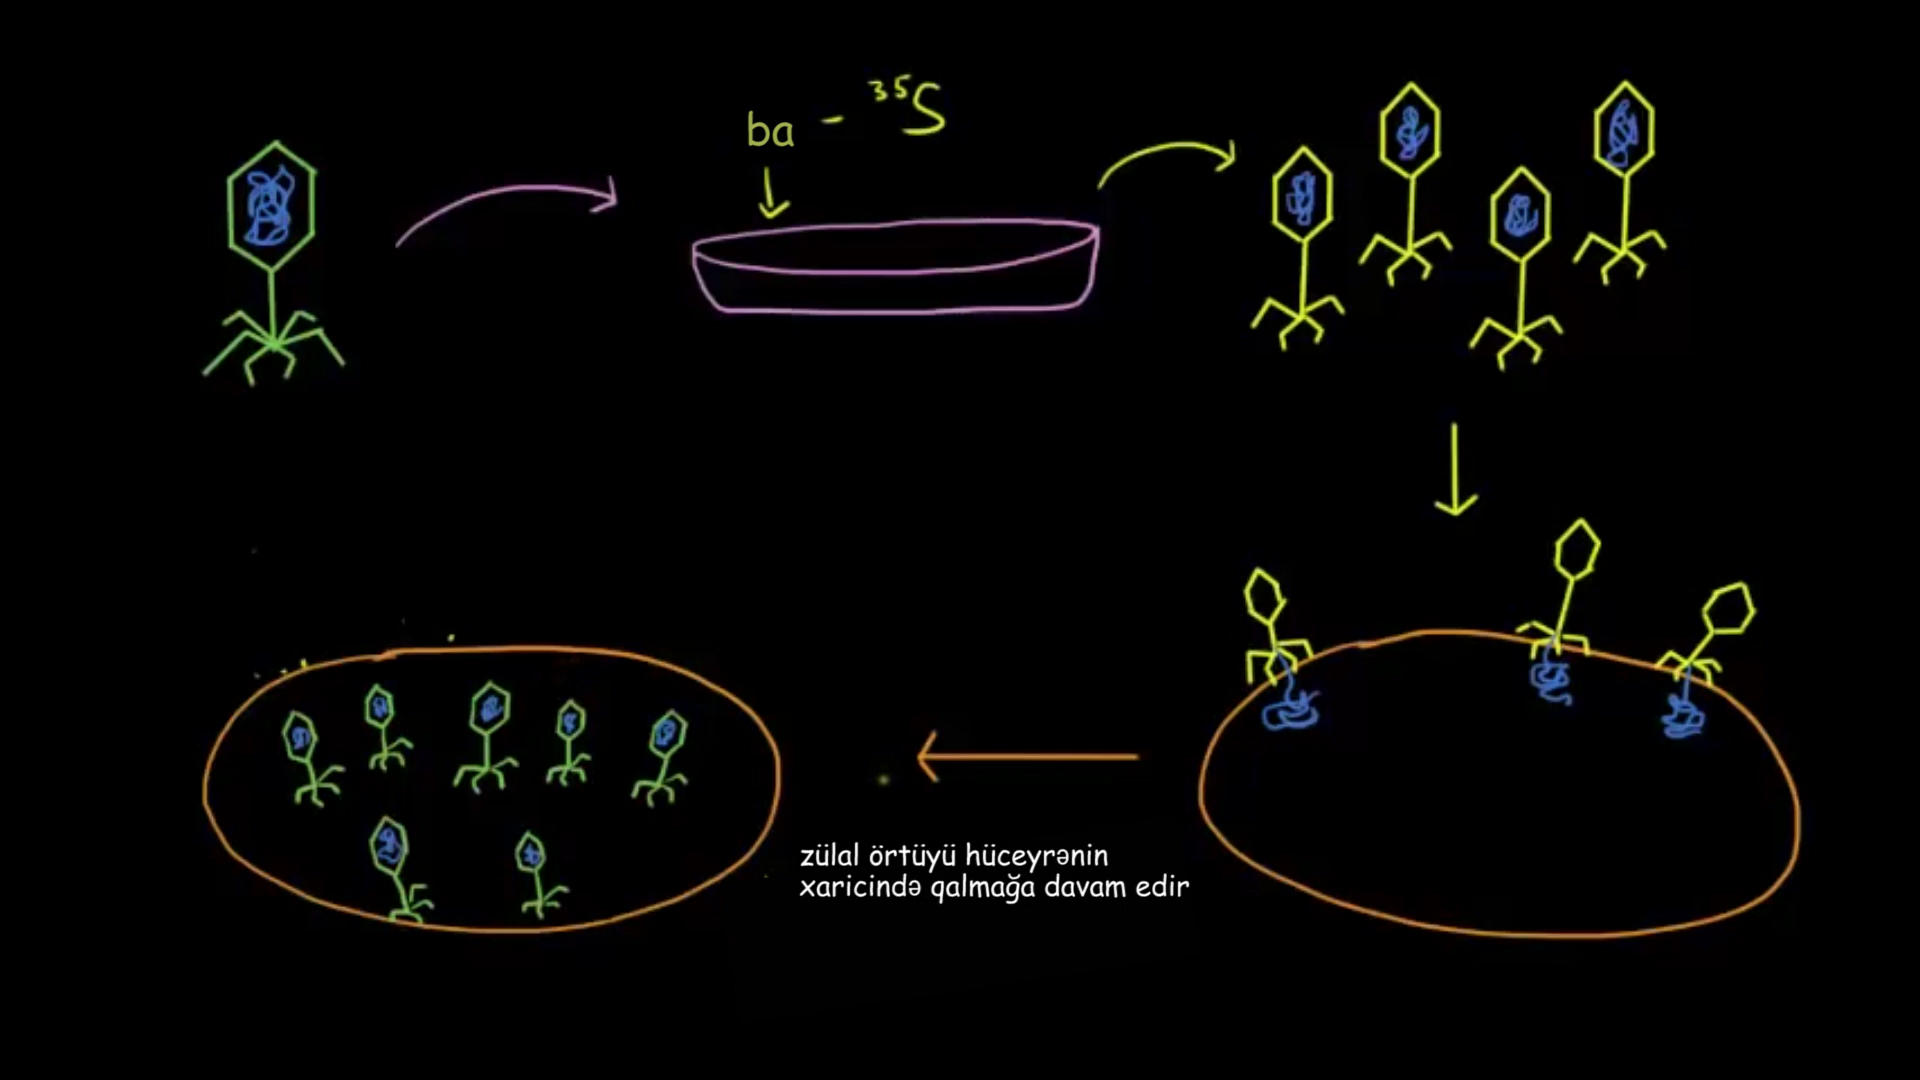 ba - ³⁵S
zülal örtüyü hüceyrənin
xaricində qalmağa davam edir